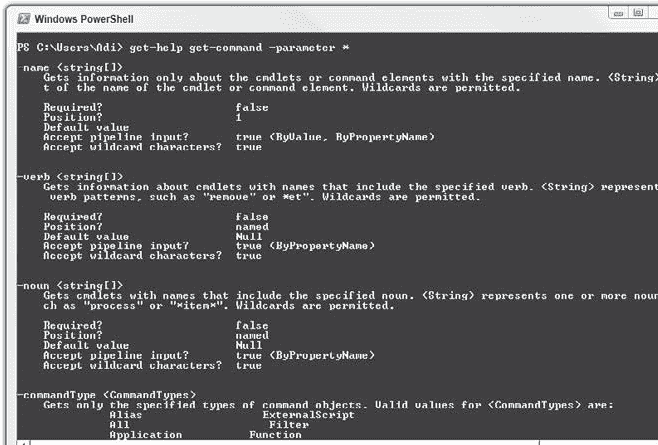 Windows PowerShell
PS C:\Users\Adi> get-help get-command -parameter *
-name <string[]>
Gets information only about the cmdlets or command elements with the specified name. <String>
t of the name of the cmdlet or command element. Wildcards are permitted.
Required? false
Position? 1
Default value
Accept pipeline input? true (ByValue, ByPropertyName)
Accept wildcard characters? true
-verb <string[]>
Gets information about cmdlets with names that include the specified verb. <String> represent
verb patterns, such as "remove" or *et". Wildcards are permitted.
Required? false
Position? named
Default value Null
Accept pipeline input? true (ByPropertyName)
Accept wildcard characters? true
-noun <string[]>
Gets cmdlets with names that include the specified noun. <String> represents one or more noun
ch as "process" or "*item*". Wildcards are permitted.
Required? false
Position? named
Default value Null
Accept pipeline input? true (ByPropertyName)
Accept wildcard characters? true
-commandType <CommandTypes>
Gets only the specified types of command objects. Valid values for <CommandTypes> are:
Alias ExternalScript
All Filter
Application Function